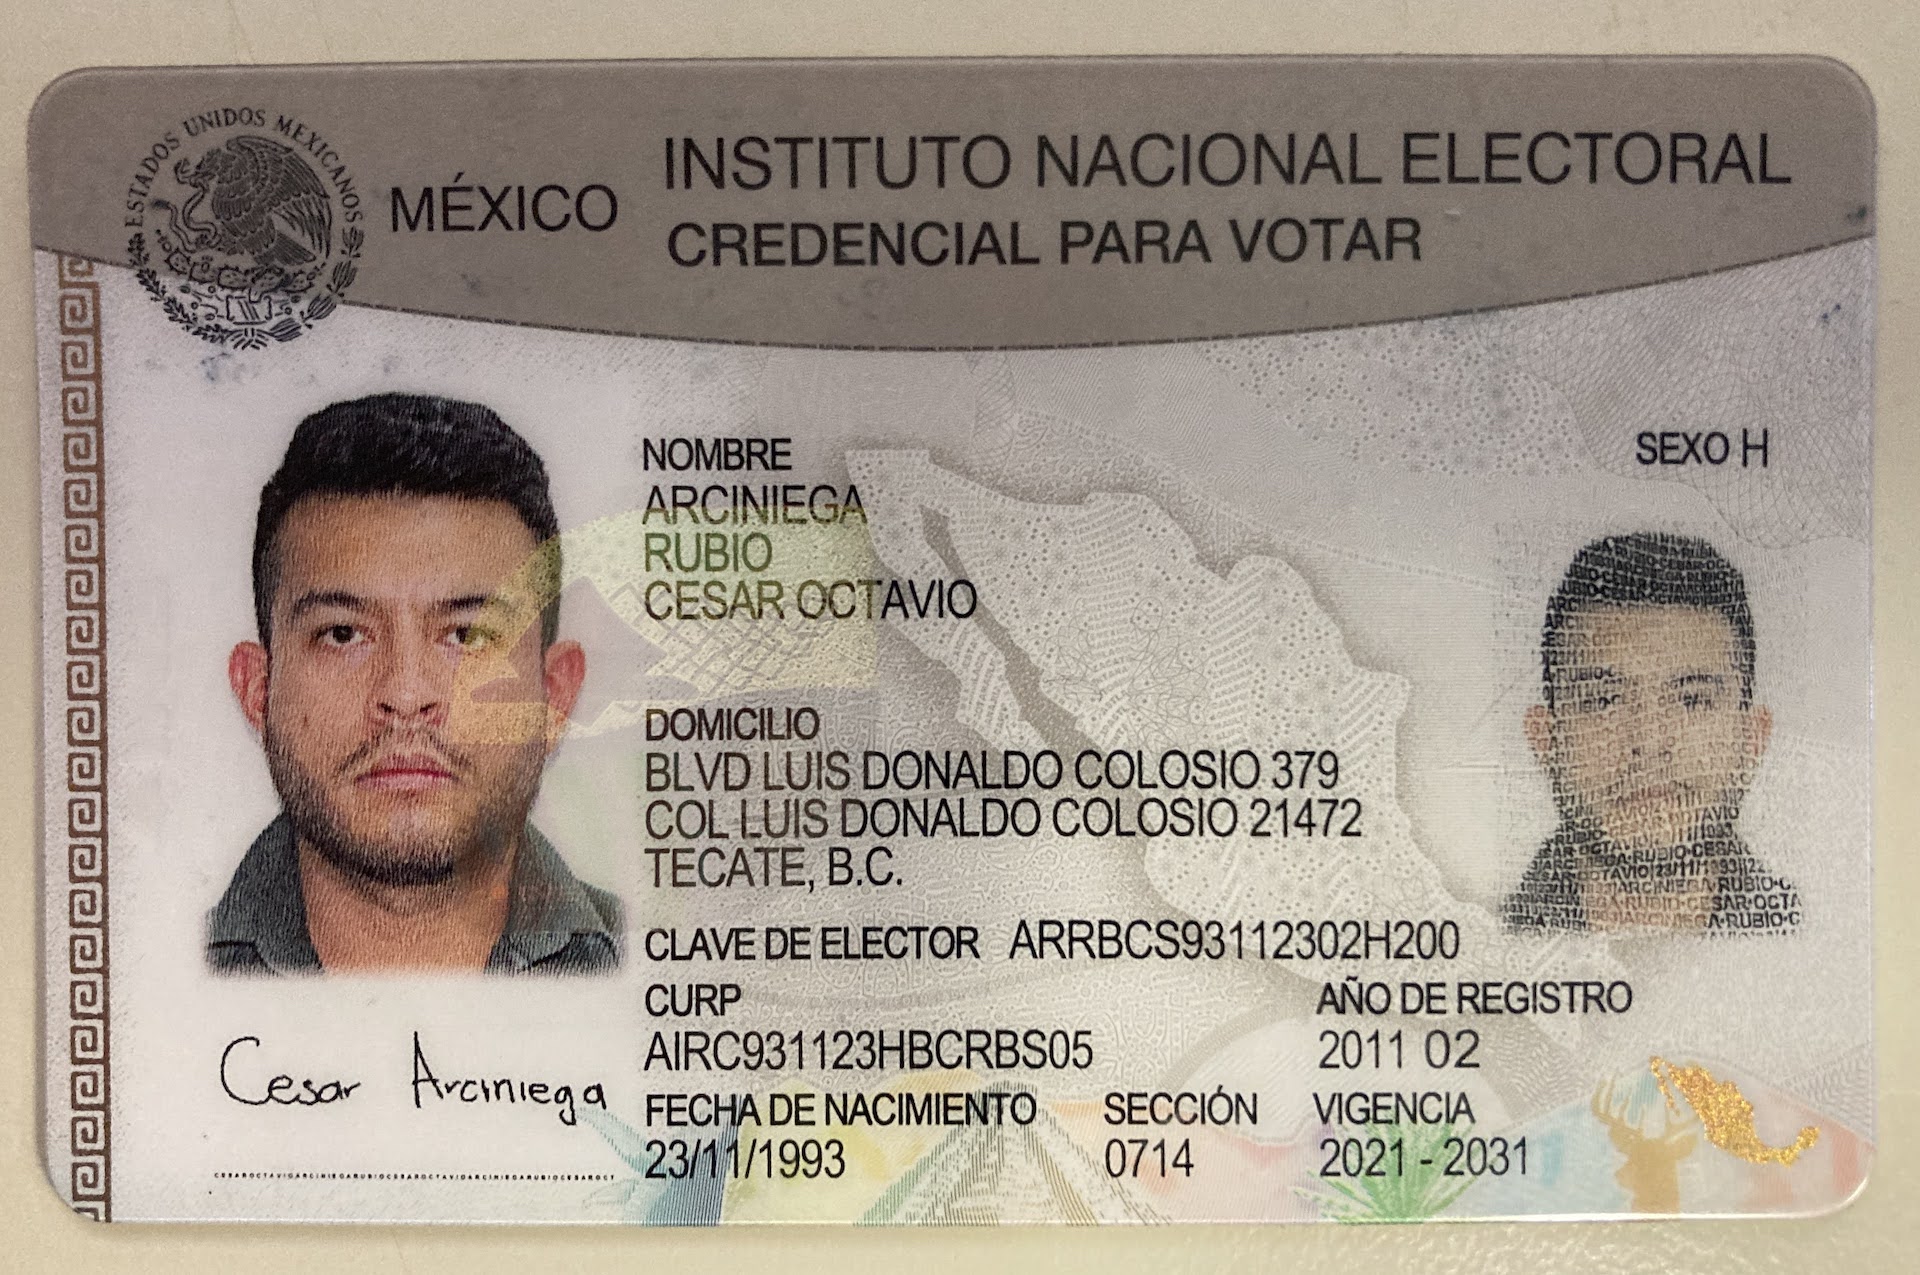 ESTADOS UNIDOS MEXICANOS
MÉXICO
INSTITUTO NACIONAL ELECTORAL
CREDENCIAL PARA VOTAR
NOMBRE
SEXO H
ARCINIEGA
RUBIO
CESAR OCTAVIO
DOMICILIO
BLVD LUIS DONALDO COLOSIO 379
COL LUIS DONALDO COLOSIO 21472
TECATE, B.C.
CLAVE DE ELECTOR ARRBCS93112302H200
CURP
AIRC931123HBCRBS05
AÑO DE REGISTRO
2011 02
FECHA DE NACIMIENTO
23/11/1993
SECCIÓN
0714
VIGENCIA
2021 - 2031
Cesar Arciniega